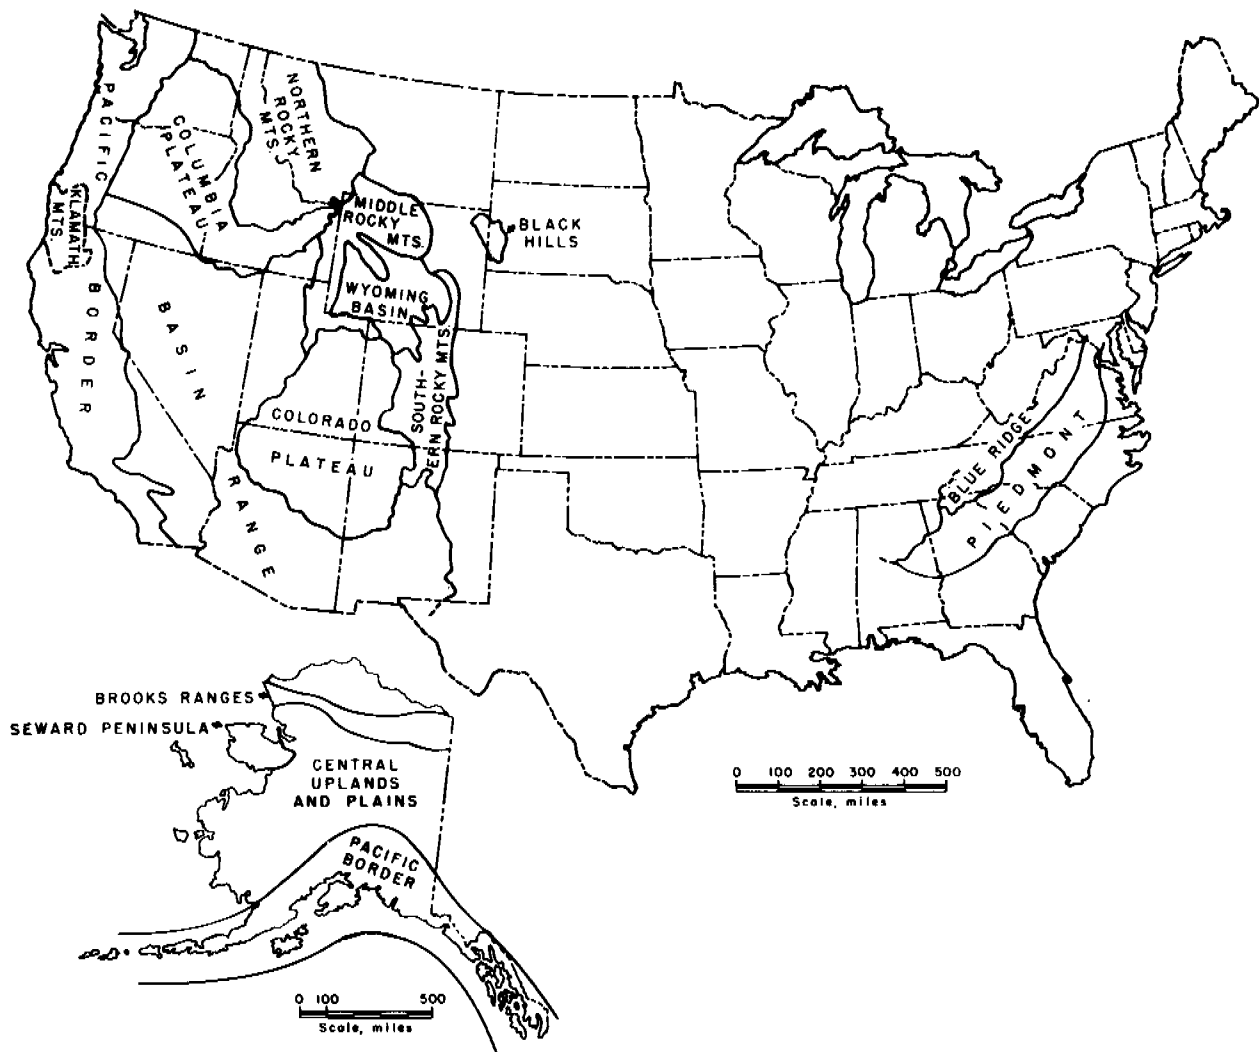 PACIFIC
BORDER
KLAMATH
MTS.
COLUMBIA
PLATEAU
NORTHERN
ROCKY
MTS.
MIDDLE
ROCKY
MTS.
BLACK
HILLS
WYOMING
BASIN
SOUTH-
ERN ROCKY MTS.
BASIN
RANGE
COLORADO
PLATEAU
BLUE RIDGE
PIEDMONT
0 100 200 300 400 500
Scale, miles
BROOKS RANGES
SEWARD PENINSULA
CENTRAL
UPLANDS
AND PLAINS
PACIFIC
BORDER
0 100 500
Scale, miles